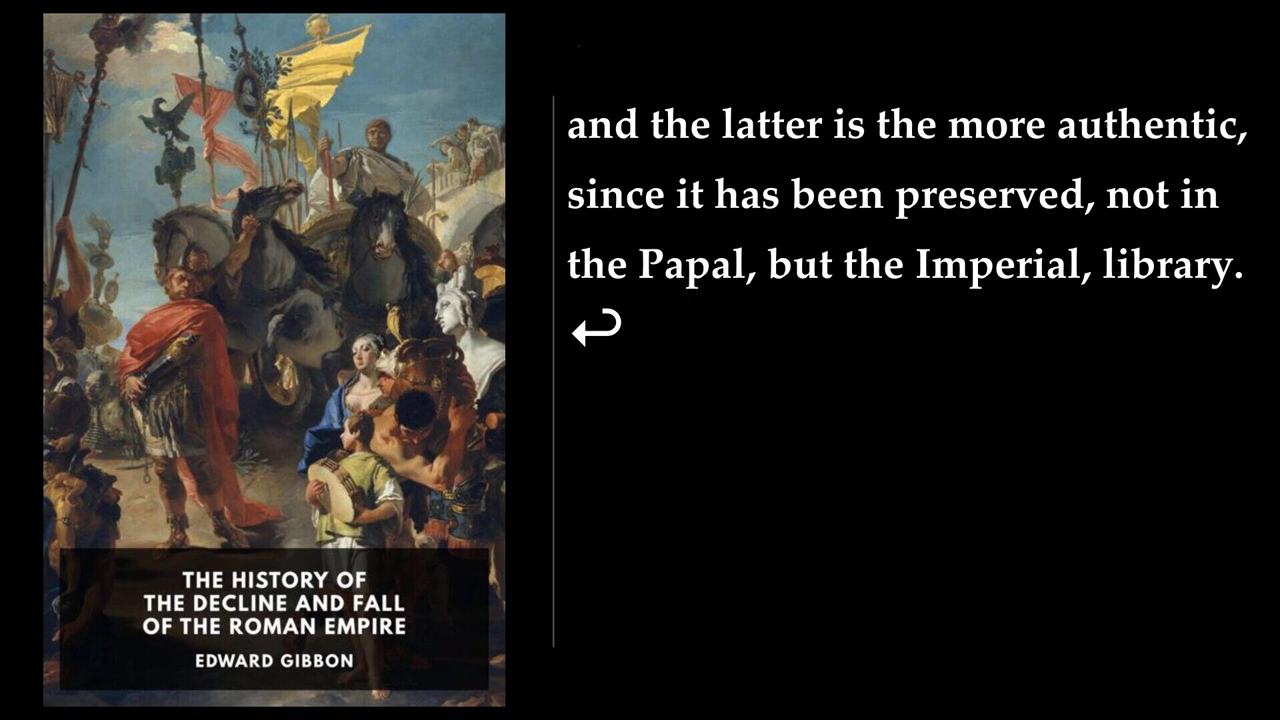 THE HISTORY OF
THE DECLINE AND FALL
OF THE ROMAN EMPIRE
EDWARD GIBBON
and the latter is the more authentic,
since it has been preserved, not in
the Papal, but the Imperial, library.
↩